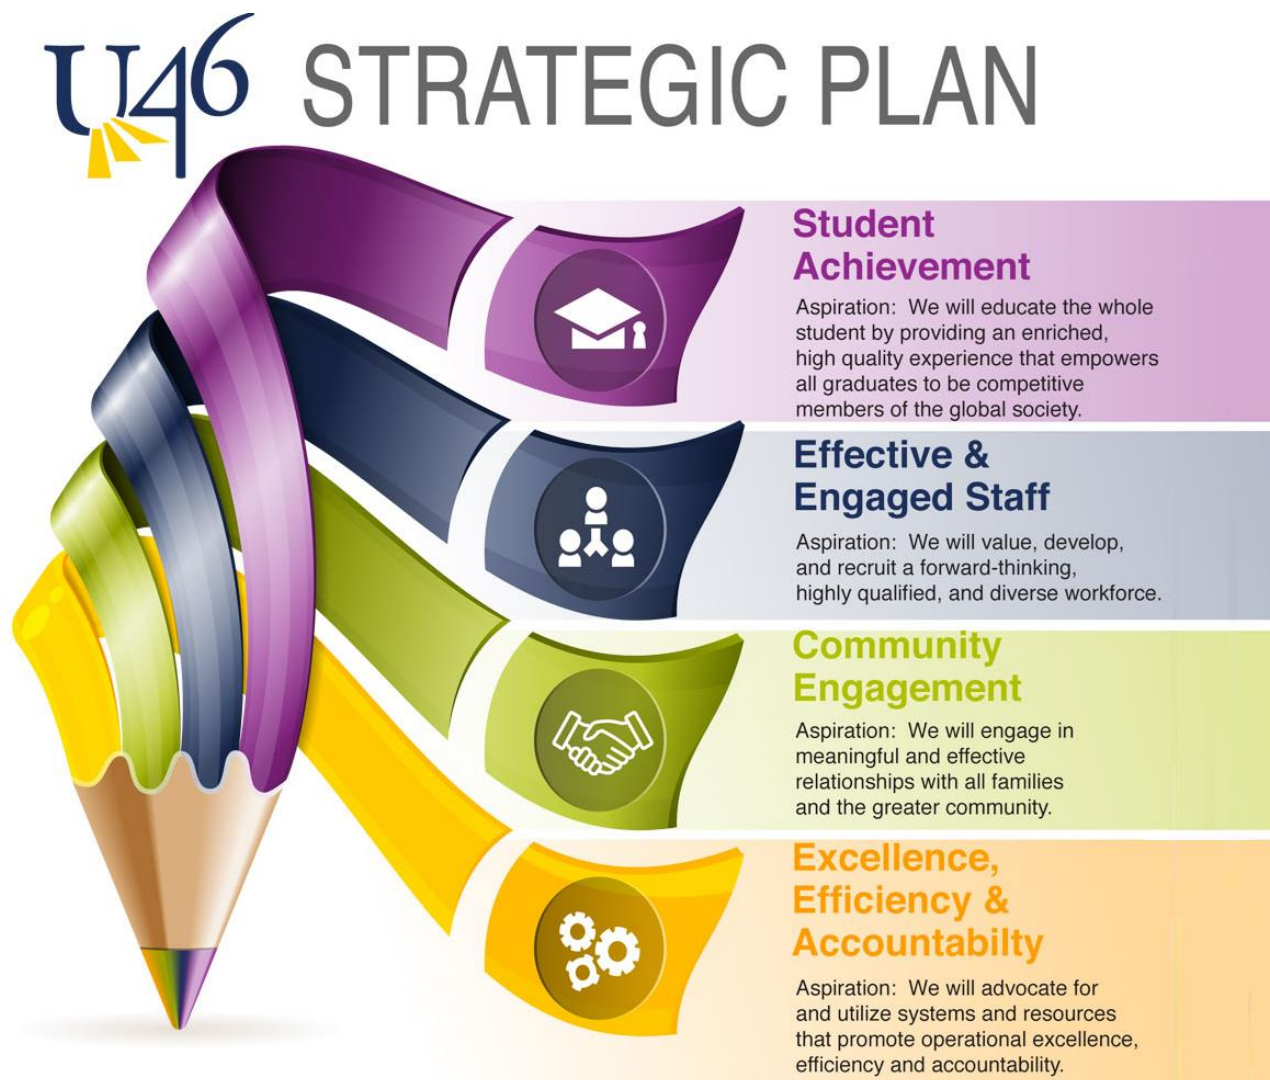 U46 STRATEGIC PLAN
Student
Achievement
Aspiration: We will educate the whole
student by providing an enriched,
high quality experience that empowers
all graduates to be competitive
members of the global society.
Effective &
Engaged Staff
Aspiration: We will value, develop,
and recruit a forward-thinking,
highly qualified, and diverse workforce.
Community
Engagement
Aspiration: We will engage in
meaningful and effective
relationships with all families
and the greater community.
Excellence,
Efficiency &
Accountabilty
Aspiration: We will advocate for
and utilize systems and resources
that promote operational excellence,
efficiency and accountability.